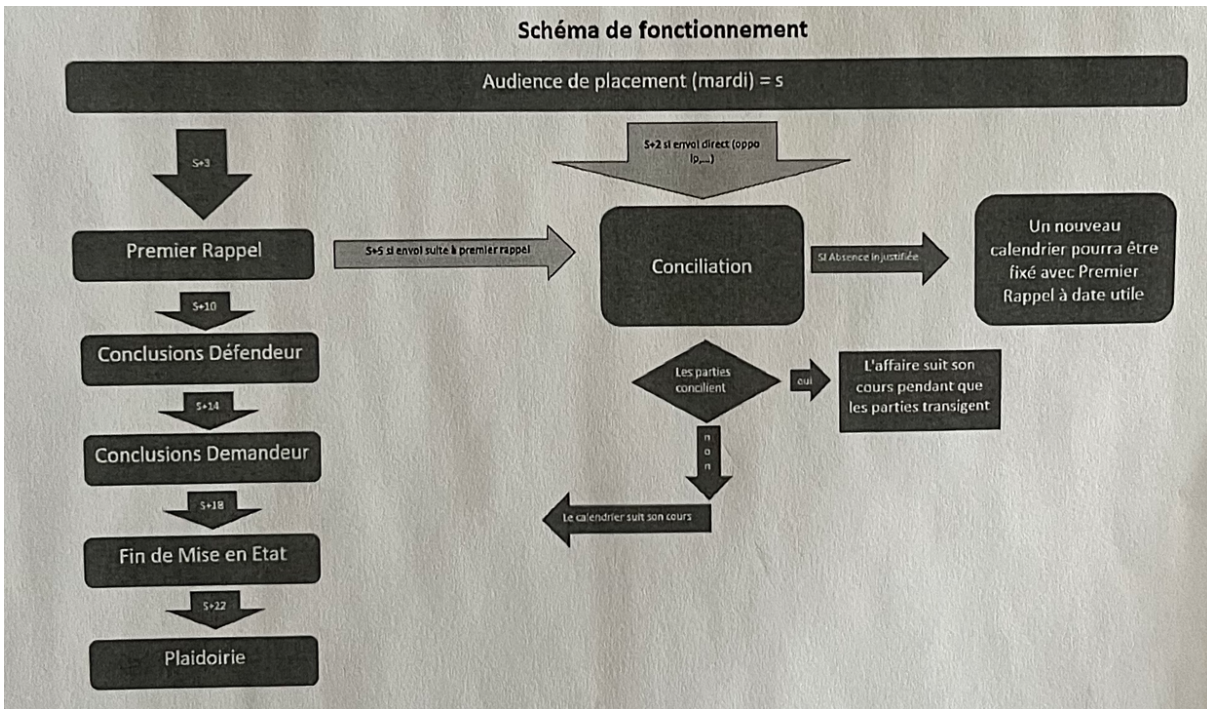 Schéma de fonctionnement
Audience de placement (mardi) = s
S+3
S+2 si envoi direct (oppo
ip,...)
Premier Rappel
S+5 si envoi suite à premier rappel
Conciliation
Si Absence injustifiée
Un nouveau
calendrier pourra être
fixé avec Premier
Rappel à date utile
S+10
Conclusions Défendeur
Les parties
concilient
oui
L'affaire suit son
cours pendant que
les parties transigent
S+14
Conclusions Demandeur
n
o
n
S+18
Le calendrier suit son cours
Fin de Mise en Etat
S+22
Plaidoirie